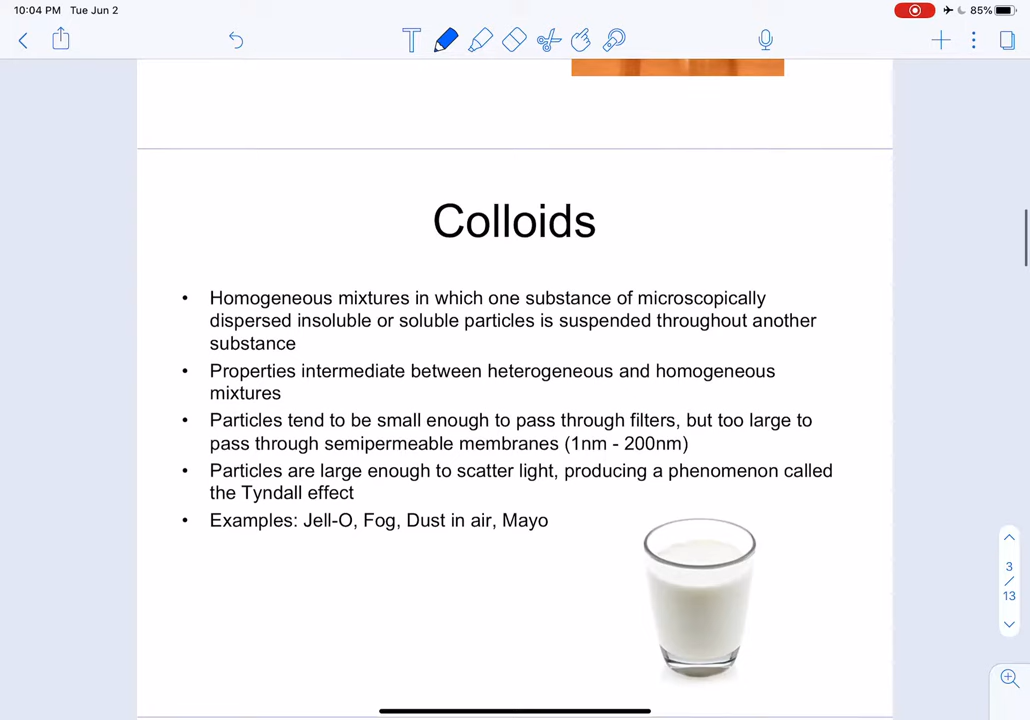 10:04 PM Tue Jun 2
85%
T
Colloids
• Homogeneous mixtures in which one substance of microscopically
dispersed insoluble or soluble particles is suspended throughout another
substance
• Properties intermediate between heterogeneous and homogeneous
mixtures
• Particles tend to be small enough to pass through filters, but too large to
pass through semipermeable membranes (1nm - 200nm)
• Particles are large enough to scatter light, producing a phenomenon called
the Tyndall effect
• Examples: Jell-O, Fog, Dust in air, Mayo
3
/
13